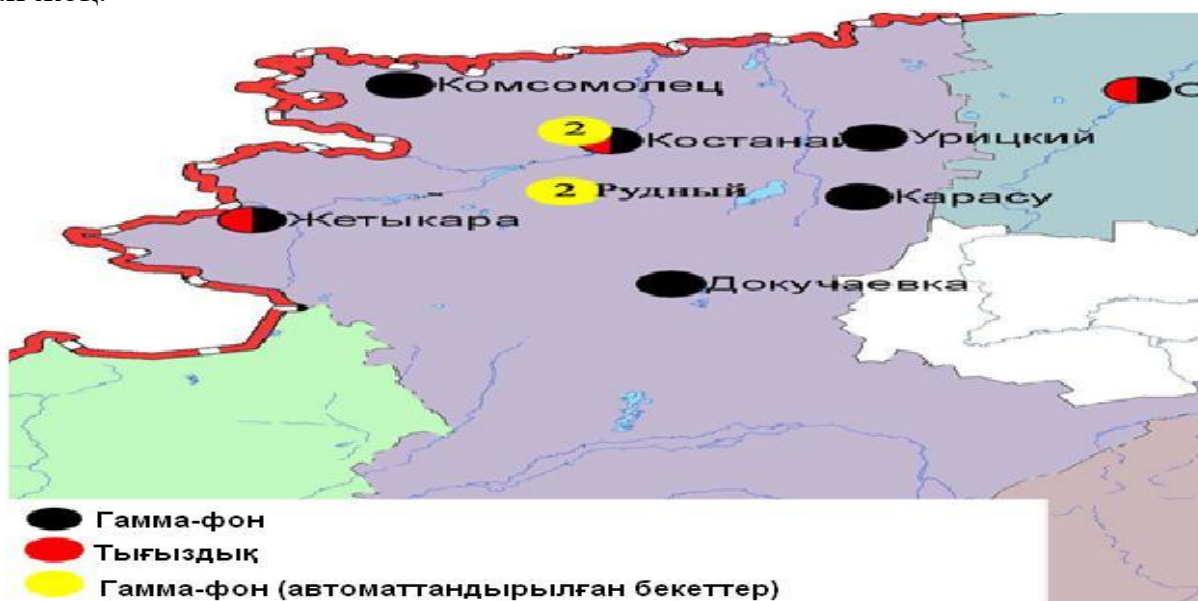 Комсомолец
2
Костанай
Урицкий
2 Рудный
Карасу
Жетыкара
Докучаевка
Гамма-фон
Тығыздық
Гамма-фон (автоматтандырылған бекеттер)